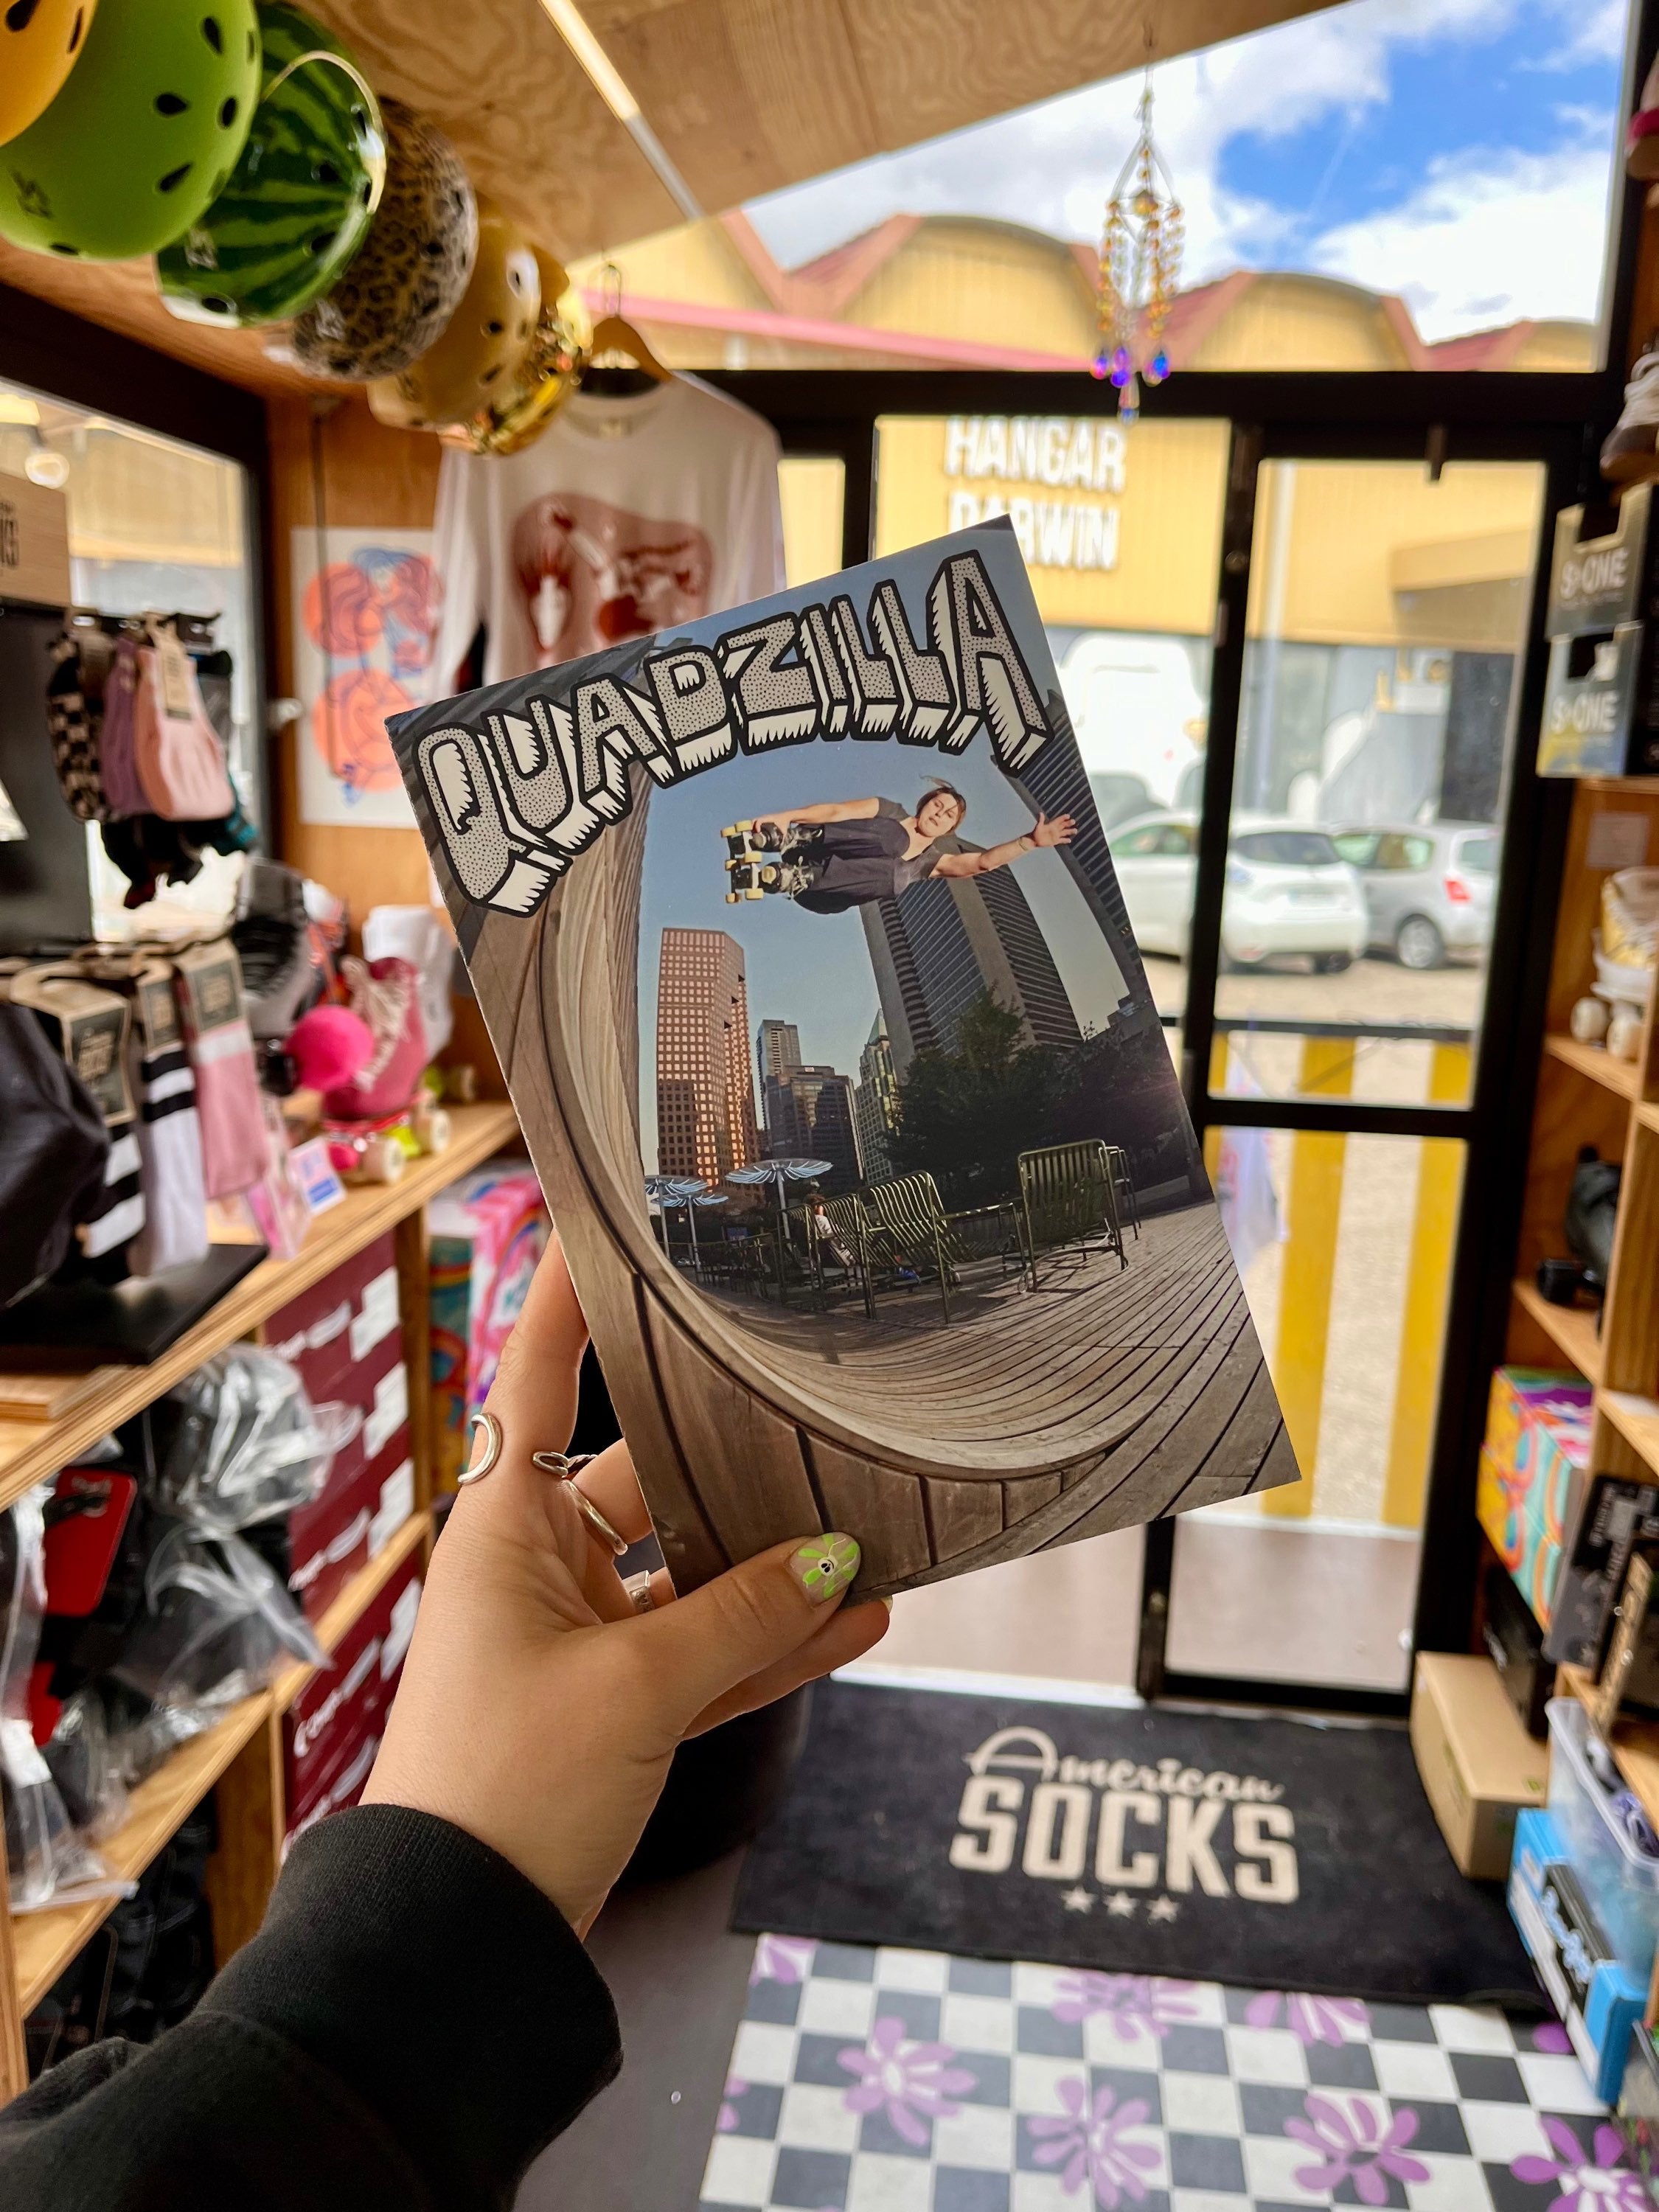 HANGAR
DARWIN
QUADZILLA
S-ONE
S-ONE
American
SOCKS